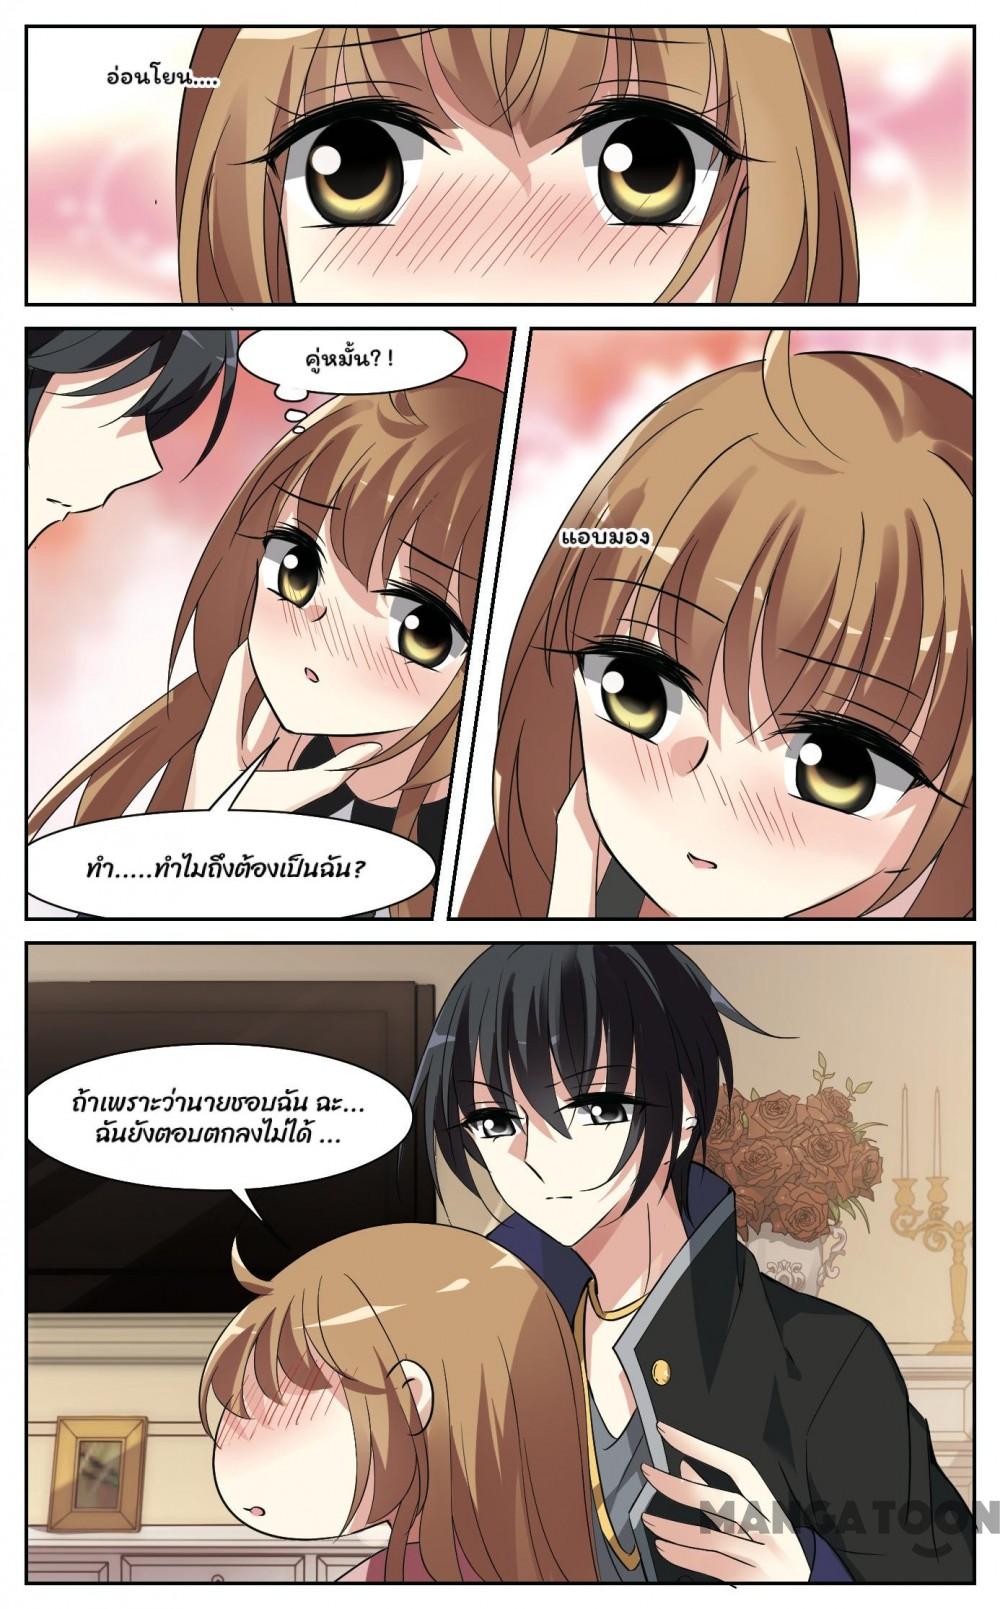 อ่อนโยน....
คู่หมั้น?!
แอบมอง
ทำ.....ทำไมถึงต้องเป็นฉัน?
ถ้าเพราะว่านายชอบฉัน ฉะ...
ฉันยังตอบตกลงไม่ได้ ...
MANGATOON